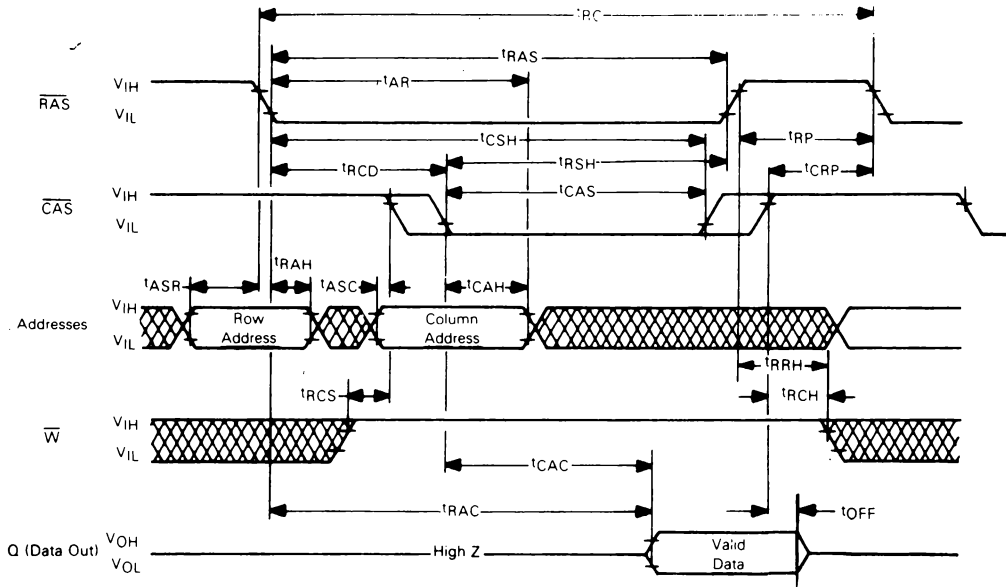 tRC
tRAS
tAR
RAS
VIH
VIL
tCSH
tRP
tRCD
tRSH
tCRP
tCAS
CAS
VIH
VIL
tASR
tRAH
tASC
tCAH
Addresses
VIH
VIL
Row
Address
Column
Address
tRRH
tRCS
tRCH
W
VIH
VIL
tCAC
tRAC
tOFF
Q (Data Out)
VOH
VOL
High Z
Valid
Data